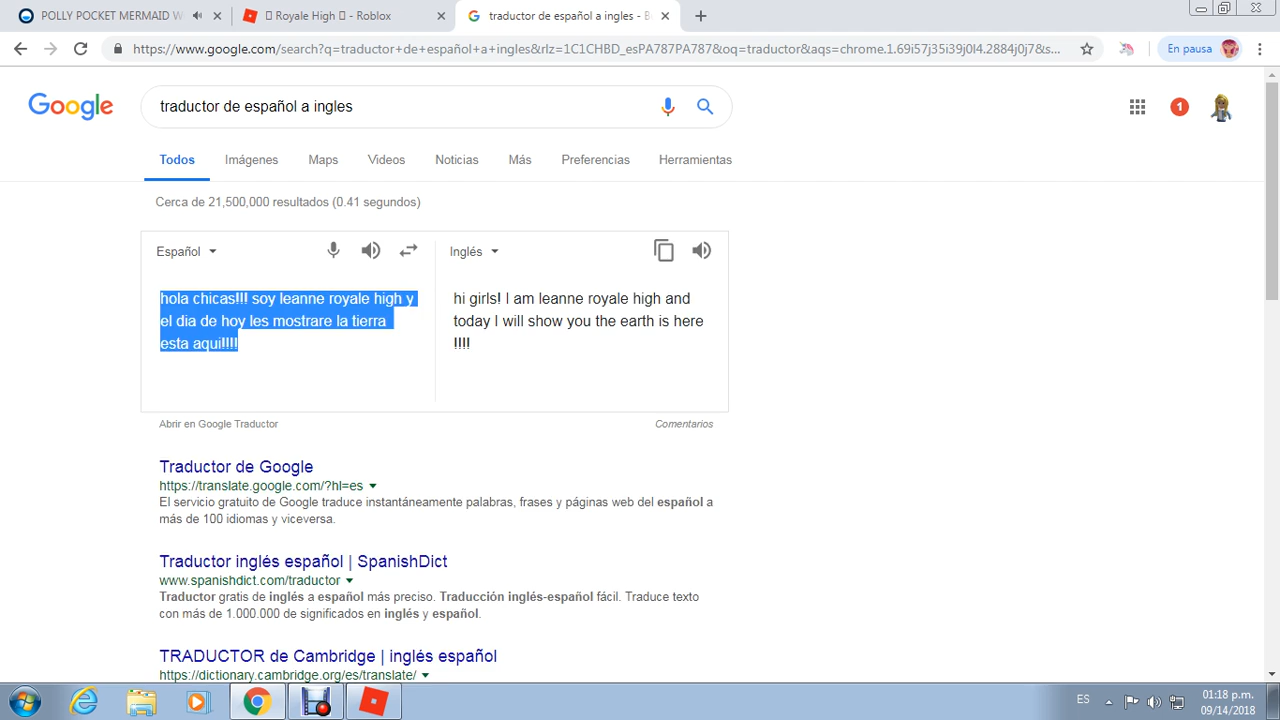 POLLY POCKET MERMAID W
Royale High - Roblox
traductor de español a ingles - B
https://www.google.com/search?q=traductor+de+español+a+ingles&rlz=1C1CHBD_esPA787PA787&oq=traductor&aqs=chrome.1.69i57j35i39j0l4.2884j0j7&s...
En pausa
Google
traductor de español a ingles
1
Todos
Imágenes
Maps
Videos
Noticias
Más
Preferencias
Herramientas
Cerca de 21,500,000 resultados (0.41 segundos)
Español
Inglés
hola chicas!!! soy leanne royale high y
el dia de hoy les mostrare la tierra
esta aqui!!!!
hi girls! I am leanne royale high and
today I will show you the earth is here
!!!!
Abrir en Google Traductor
Comentarios
Traductor de Google
https://translate.google.com/?hl=es
El servicio gratuito de Google traduce instantáneamente palabras, frases y páginas web del español a
más de 100 idiomas y viceversa.
Traductor inglés español | SpanishDict
www.spanishdict.com/traductor
Traductor gratis de inglés a español más preciso. Traducción inglés-español fácil. Traduce texto
con más de 1.000.000 de significados en inglés y español.
TRADUCTOR de Cambridge | inglés español
https://dictionary.cambridge.org/es/translate/
ES
01:18 p.m.
09/14/2018